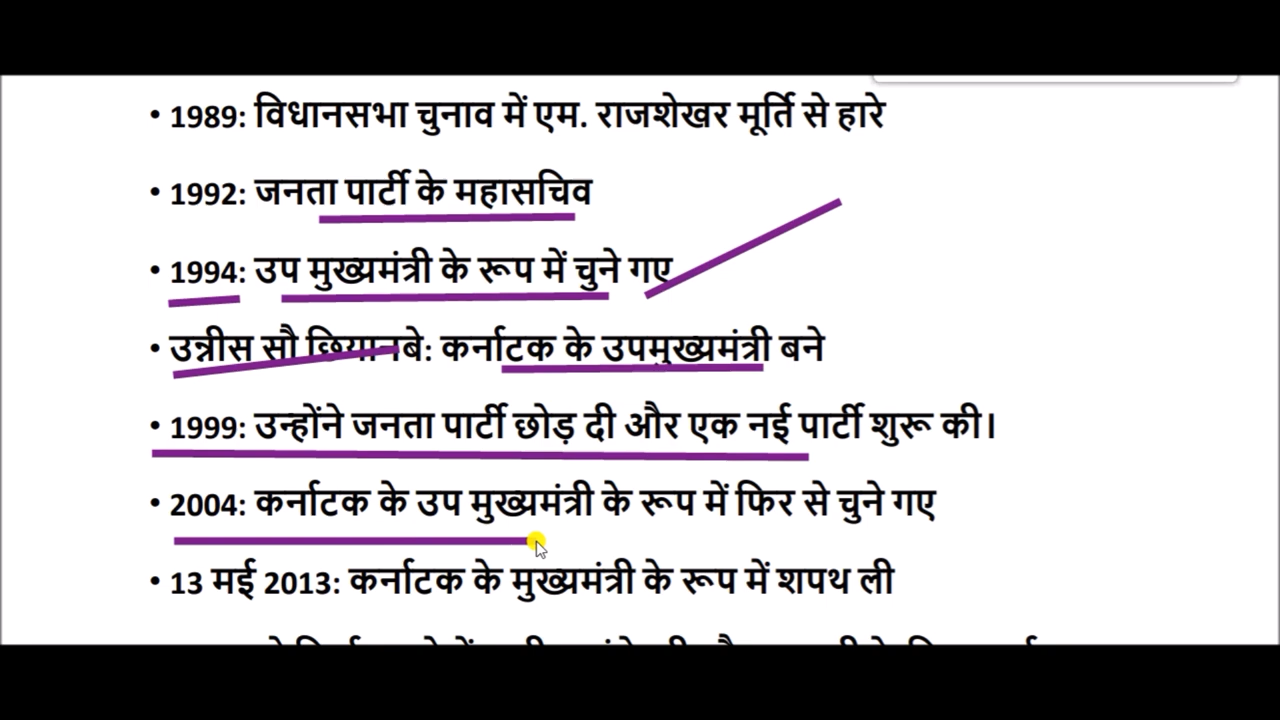 • 1989: विधानसभा चुनाव में एम. राजशेखर मूर्ति से हारे
• 1992: जनता पार्टी के महासचिव
• 1994: उप मुख्यमंत्री के रूप में चुने गए
• उन्नीस सौ छियानबे: कर्नाटक के उपमुख्यमंत्री बने
• 1999: उन्होंने जनता पार्टी छोड़ दी और एक नई पार्टी शुरू की।
• 2004: कर्नाटक के उप मुख्यमंत्री के रूप में फिर से चुने गए
• 13 मई 2013: कर्नाटक के मुख्यमंत्री के रूप में शपथ ली